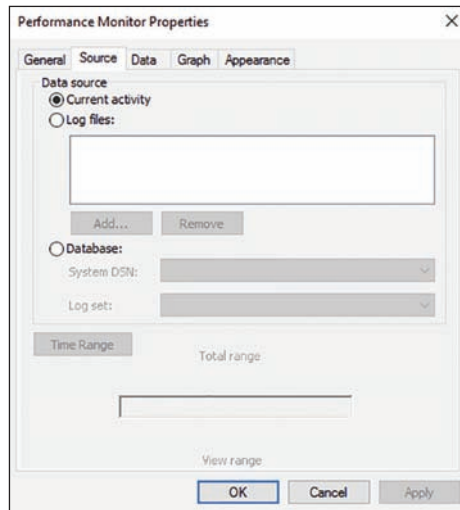 Performance Monitor Properties
General Source Data Graph Appearance
Data source
Current activity
Log files:
Add... Remove
Database:
System DSN:
Log set:
Time Range
Total range
View range
OK Cancel Apply